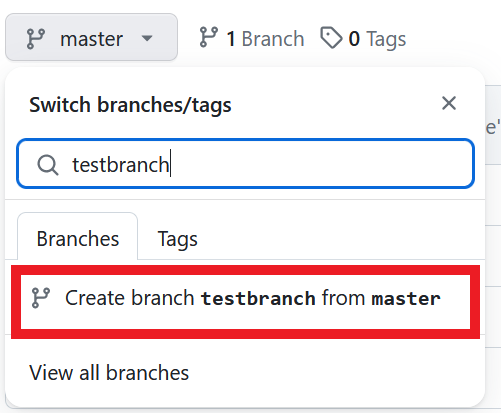 master 1 Branch 0 Tags
Switch branches/tags
testbranch
Branches Tags
Create branch testbranch from master
View all branches